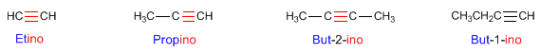 HC≡CH H₃C—C≡CH H₃C—C≡C—CH₃ CH₃CH₂C≡CH
Etino Propino But-2-ino But-1-ino